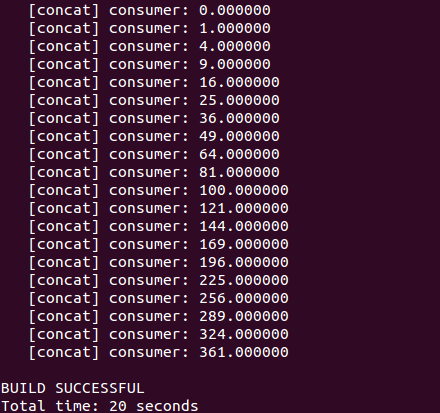 [concat] consumer: 0.000000
[concat] consumer: 1.000000
[concat] consumer: 4.000000
[concat] consumer: 9.000000
[concat] consumer: 16.000000
[concat] consumer: 25.000000
[concat] consumer: 36.000000
[concat] consumer: 49.000000
[concat] consumer: 64.000000
[concat] consumer: 81.000000
[concat] consumer: 100.000000
[concat] consumer: 121.000000
[concat] consumer: 144.000000
[concat] consumer: 169.000000
[concat] consumer: 196.000000
[concat] consumer: 225.000000
[concat] consumer: 256.000000
[concat] consumer: 289.000000
[concat] consumer: 324.000000
[concat] consumer: 361.000000
BUILD SUCCESSFUL
Total time: 20 seconds